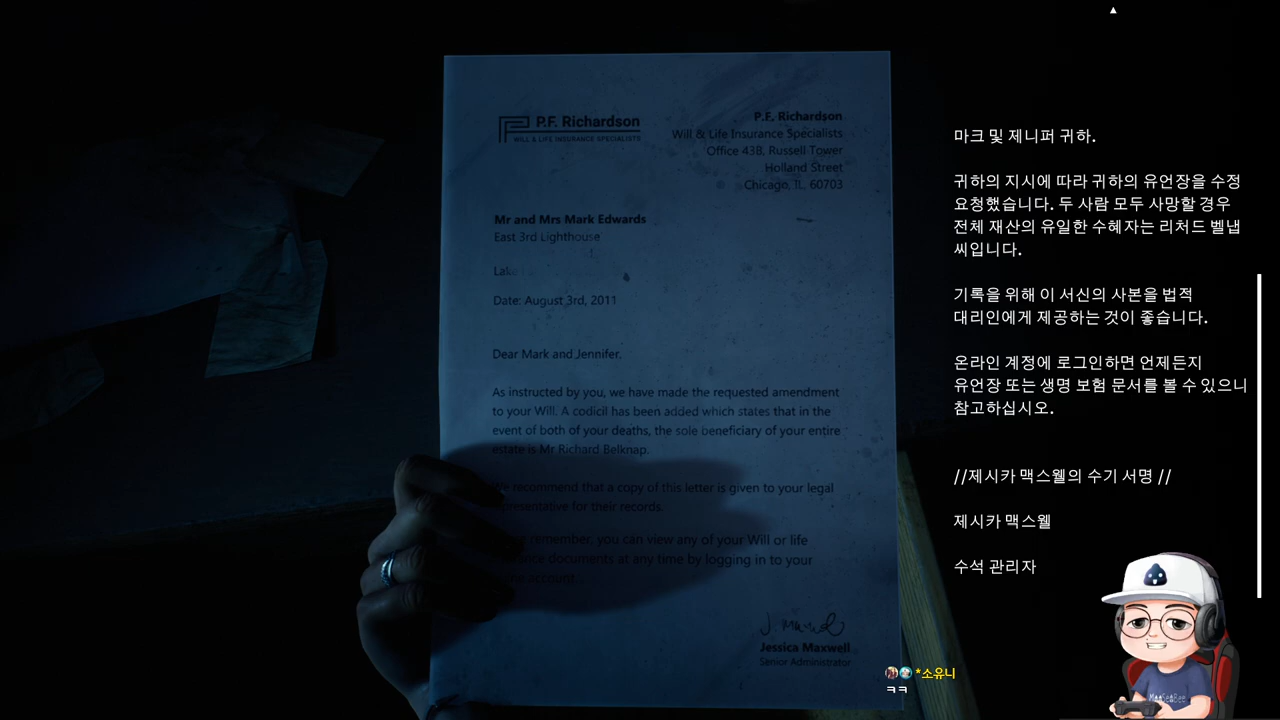 P.F. Richardson
WILL & LIFE INSURANCE SPECIALISTS
P.F. Richardson
Will & Life Insurance Specialists
Office 438, Russell Tower
Holland Street
Chicago, IL, 60703
Mr and Mrs Mark Edwards
East 3rd Lighthouse
Lake
Date: August 3rd, 2011
Dear Mark and Jennifer,
As instructed by you, we have made the requested amendment
to your Will. A codicil has been added which states that in the
event of both of your deaths, the sole beneficiary of your entire
estate is Mr Richard Belknap.
We recommend that a copy of this letter is given to your legal
for their records.
remember, you can view any of your Will or life
documents at any time by logging in to your
account.
Jessica Maxwell
Senior Administrator
마크 및 제니퍼 귀하.
귀하의 지시에 따라 귀하의 유언장을 수정
요청했습니다. 두 사람 모두 사망할 경우
전체 재산의 유일한 수혜자는 리처드 벨냅
씨입니다.
기록을 위해 이 서신의 사본을 법적
대리인에게 제공하는 것이 좋습니다.
온라인 계정에 로그인하면 언제든지
유언장 또는 생명 보험 문서를 볼 수 있으니
참고하십시오.
//제시카 맥스웰의 수기 서명 //
제시카 맥스웰
수석 관리자
*소유니
ㅋㅋ